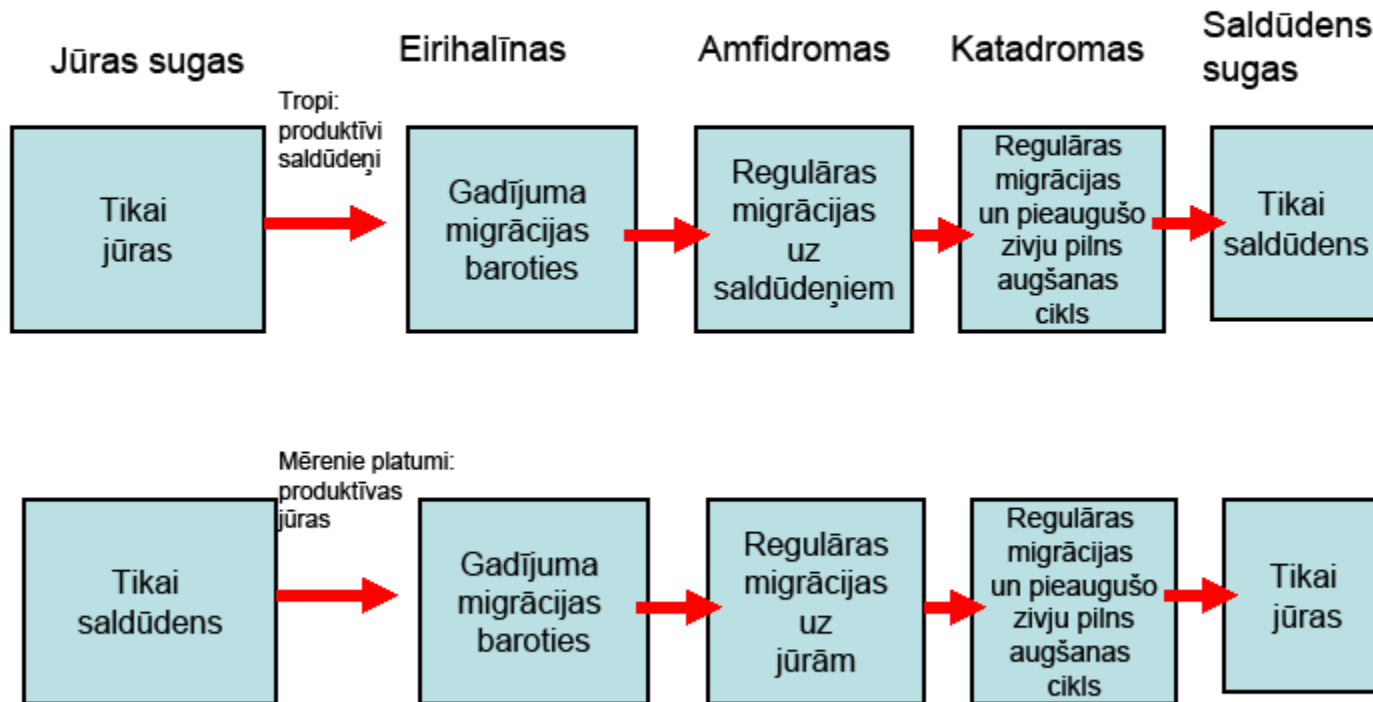 Jūras sugas
Eirihalīnas
Amfidromas
Katadromas
Saldūdens
sugas
Tropi:
produktīvi
saldūdeņi
Tikai
jūras
Gadījuma
migrācijas
baroties
Regulāras
migrācijas
uz
saldūdeņiem
Regulāras
migrācijas
un pieaugušo
zivju pilns
augšanas
cikls
Tikai
saldūdens
Mērenie platumi:
produktīvas
jūras
Tikai
saldūdens
Gadījuma
migrācijas
baroties
Regulāras
migrācijas
uz
jūrām
Regulāras
migrācijas
un pieaugušo
zivju pilns
augšanas
cikls
Tikai
jūras